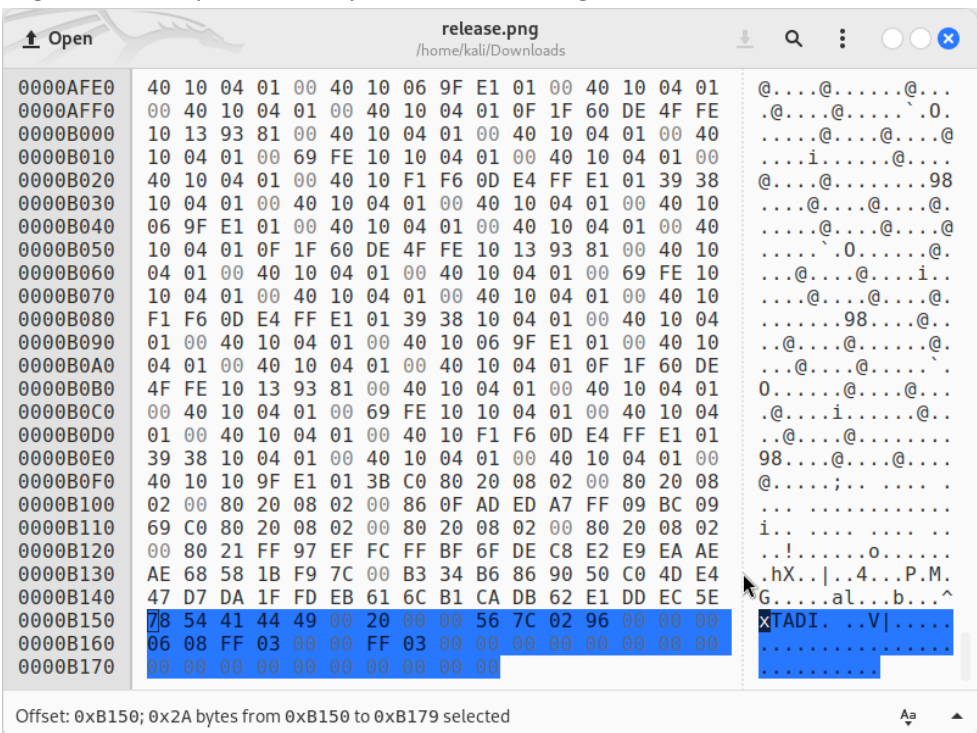 Open
release.png
/home/kali/Downloads
0000AFE0 40 10 04 01 00 40 10 06 9F E1 01 00 40 10 04 01 @....@......@...
0000AFF0 00 40 10 04 01 00 40 10 04 01 0F 1F 60 DE 4F FE .@....@.....`.O.
0000B000 10 13 93 81 00 40 10 04 01 00 40 10 04 01 00 40 .....@....@....@
0000B010 10 04 01 00 69 FE 10 10 04 01 00 40 10 04 01 00 ....i......@....
0000B020 40 10 04 01 00 40 10 F1 F6 0D E4 FF E1 01 39 38 @....@........98
0000B030 10 04 01 00 40 10 04 01 00 40 10 04 01 00 40 10 ....@....@....@.
0000B040 06 9F E1 01 00 40 10 04 01 00 40 10 04 01 00 40 .....@....@....@
0000B050 10 04 01 0F 1F 60 DE 4F FE 10 13 93 81 00 40 10 .....`.O......@.
0000B060 04 01 00 40 10 04 01 00 40 10 04 01 00 69 FE 10 ...@....@....i..
0000B070 10 04 01 00 40 10 04 01 00 40 10 04 01 00 40 10 ....@....@....@.
0000B080 F1 F6 0D E4 FF E1 01 39 38 10 04 01 00 40 10 04 .......98....@..
0000B090 01 00 40 10 04 01 00 40 10 06 9F E1 01 00 40 10 ..@....@......@.
0000B0A0 04 01 00 40 10 04 01 00 40 10 04 01 0F 1F 60 DE ...@....@.....`.
0000B0B0 4F FE 10 13 93 81 00 40 10 04 01 00 40 10 04 01 O......@....@...
0000B0C0 00 40 10 04 01 00 69 FE 10 10 04 01 00 40 10 04 .@....i......@..
0000B0D0 01 00 40 10 04 01 00 40 10 F1 F6 0D E4 FF E1 01 ..@....@........
0000B0E0 39 38 10 04 01 00 40 10 04 01 00 40 10 04 01 00 98....@....@....
0000B0F0 40 10 10 9F E1 01 3B C0 80 20 08 02 00 80 20 08 @.....;.. .... .
0000B100 02 00 80 20 08 02 00 86 0F AD ED A7 FF 09 BC 09 ... ............
0000B110 69 C0 80 20 08 02 00 80 20 08 02 00 80 20 08 02 i.. .... .... ..
0000B120 00 80 21 FF 97 EF FC FF BF 6F DE C8 E2 E9 EA AE ..!......o......
0000B130 AE 68 58 1B F9 7C 00 B3 34 B6 86 90 50 C0 4D E4 .hX..|..4...P.M.
0000B140 47 D7 DA 1F FD EB 61 6C B1 CA DB 62 E1 DD EC 5E G.....al...b...^
0000B150 78 54 41 44 49 00 20 00 00 56 7C 02 96 00 00 00 xTADI. ..V|.....
0000B160 06 08 FF 03 00 00 FF 03 00 00 00 00 00 00 00 00 ................
0000B170 00 00 00 00 00 00 00 00 00 00 ..........
Offset: 0xB150; 0x2A bytes from 0xB150 to 0xB179 selected
Aa